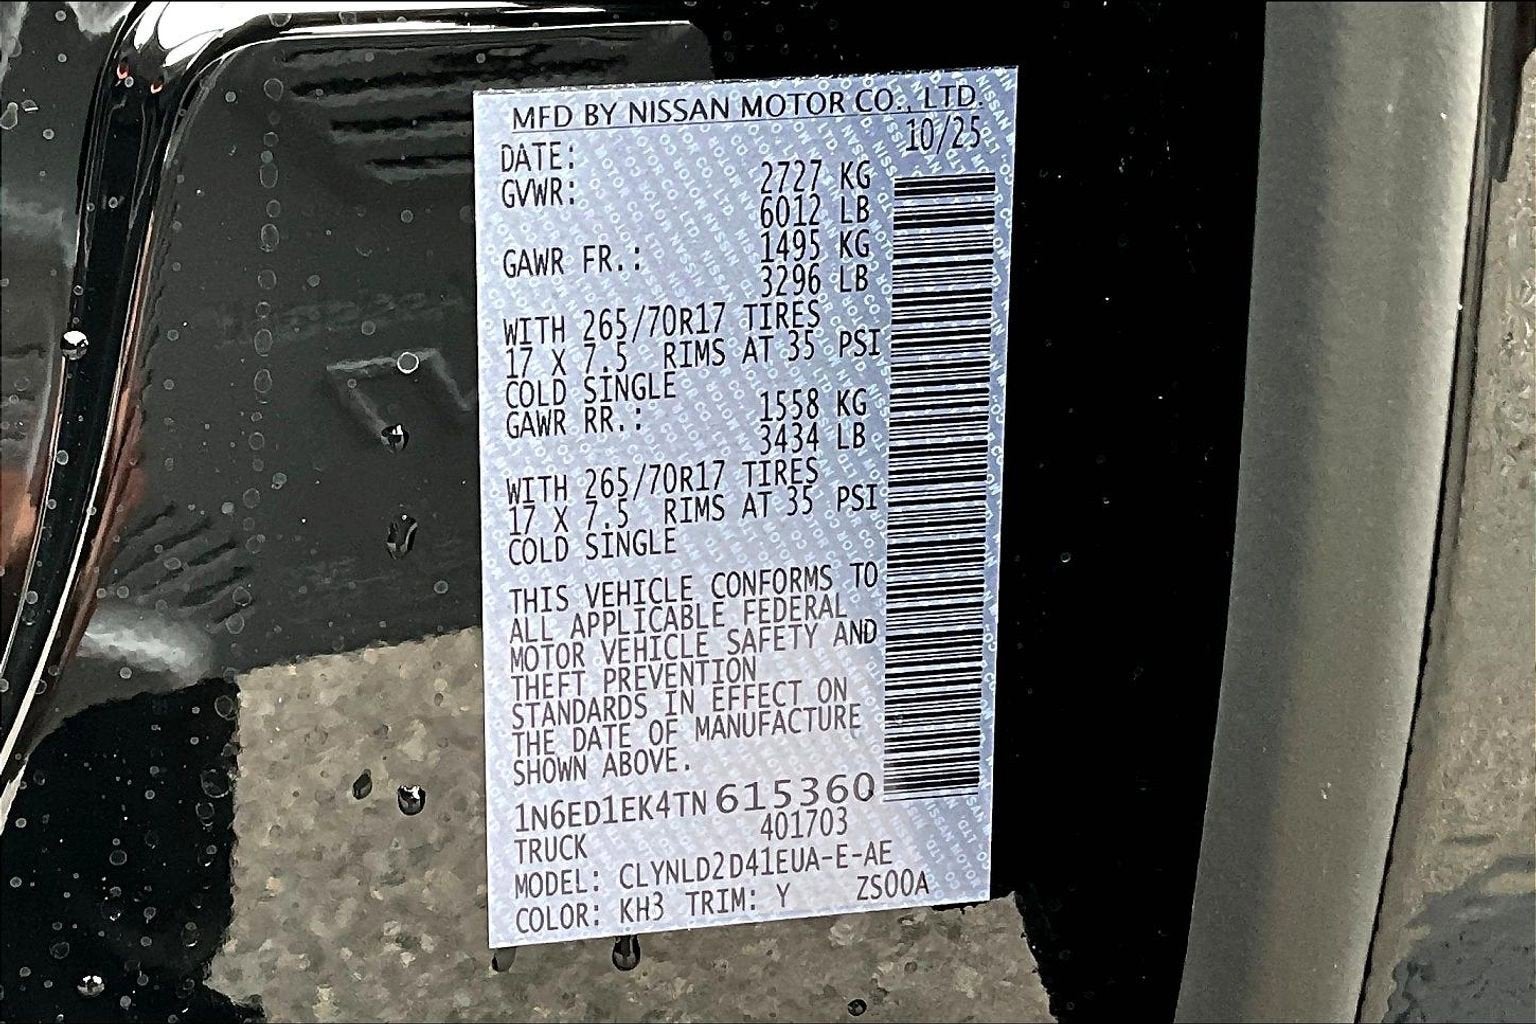 MFD BY NISSAN MOTOR CO., LTD.
DATE: 10/25
GVWR: 2727 KG
6012 LB
GAWR FR.: 1495 KG
3296 LB
WITH 265/70R17 TIRES
17 X 7.5 RIMS AT 35 PSI
COLD SINGLE
GAWR RR.: 1558 KG
3434 LB
WITH 265/70R17 TIRES
17 X 7.5 RIMS AT 35 PSI
COLD SINGLE
THIS VEHICLE CONFORMS TO
ALL APPLICABLE FEDERAL
MOTOR VEHICLE SAFETY AND
THEFT PREVENTION
STANDARDS IN EFFECT ON
THE DATE OF MANUFACTURE
SHOWN ABOVE.
1N6ED1EK4TN615360
TRUCK 401703
MODEL: CLYNLD2D41EUA-E-AE
COLOR: KH3 TRIM: Y ZS00A